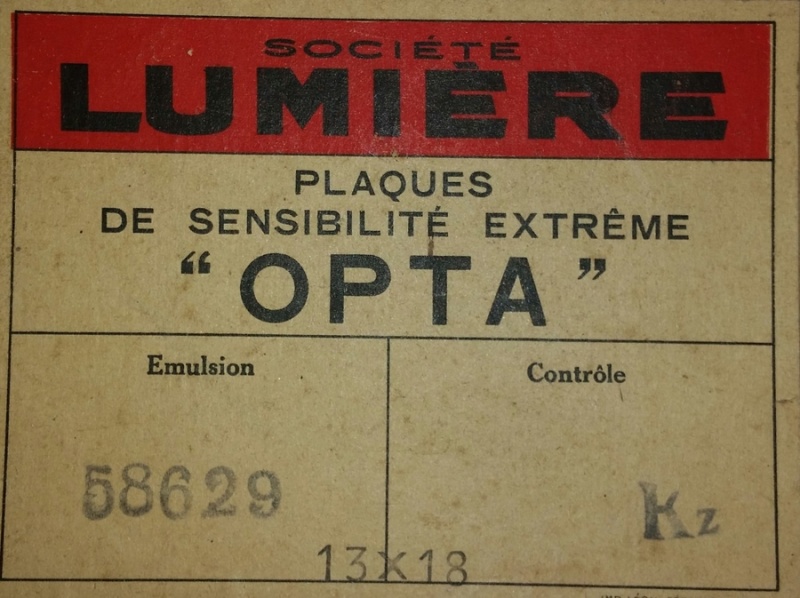 SOCIÉTÉ
LUMIÈRE
PLAQUES
DE SENSIBILITÉ EXTRÊME
“OPTA”
Emulsion
Contrôle
58629
Kz
13X18